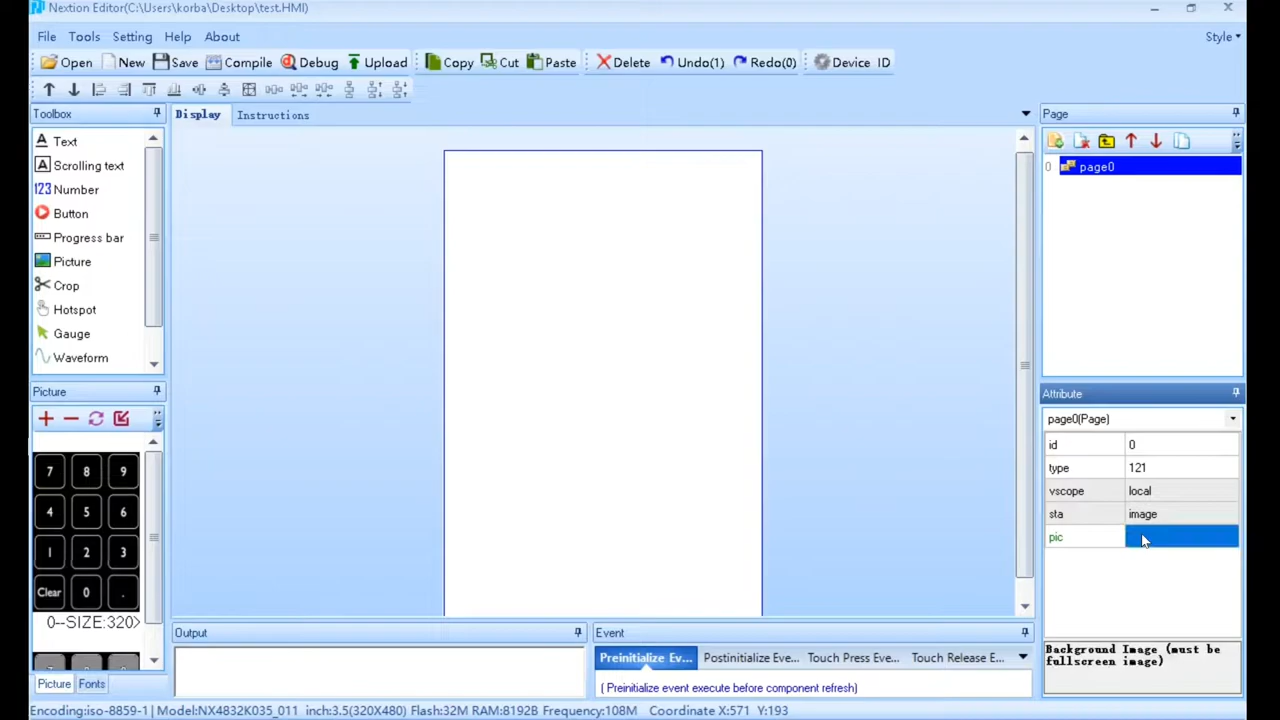 Nextion Editor(C:\Users\korba\Desktop\test.HMI)
File Tools Setting Help About Style
Open New Save Compile Debug Upload Copy Cut Paste Delete Undo(1) Redo(0) Device ID
Toolbox
Text
Scrolling text
123 Number
Button
Progress bar
Picture
Crop
Hotspot
Gauge
Waveform
Picture
7 8 9
4 5 6
1 2 3
Clear 0 .
0--SIZE:320>
Picture Fonts
Display Instructions
Output
Event
Preinitialize Ev... Postinitialize Eve... Touch Press Eve... Touch Release E...
( Preinitialize event execute before component refresh)
Page
0 page0
Attribute
page0(Page)
id 0
type 121
vscope local
sta image
pic
Background Image (must be
fullscreen image)
Encoding:iso-8859-1 Model:NX4832K035_011 inch:3.5(320X480) Flash:32M RAM:8192B Frequency:108M Coordinate X:571 Y:193